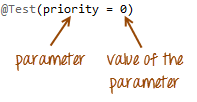 @Test(priority = 0)
parameter
value of the
parameter